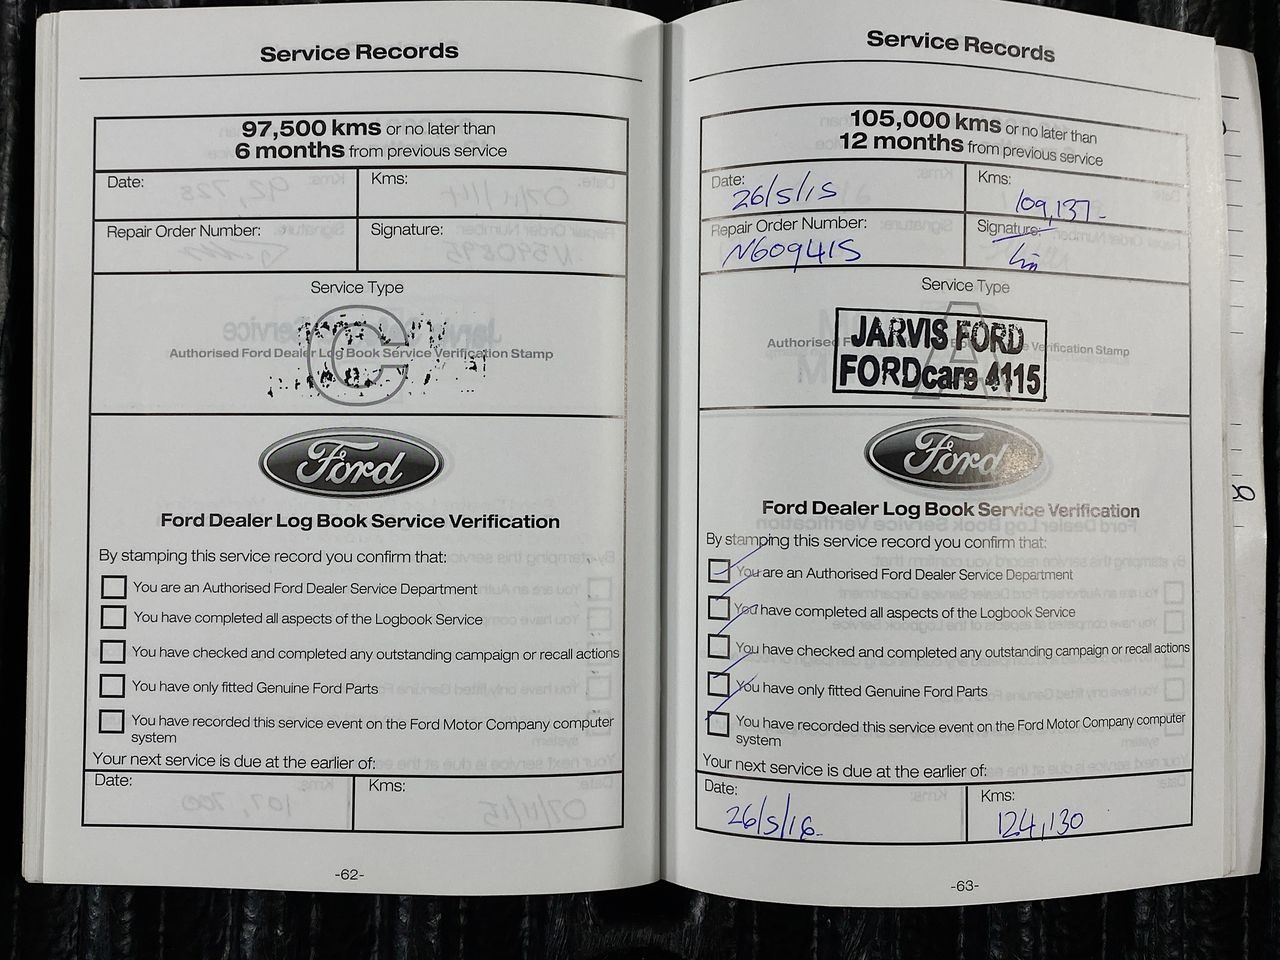 Service Records
97,500 kms or no later than
6 months from previous service
Date:
Kms:
Repair Order Number:
Signature:
Service Type
C
Authorised Ford Dealer Log Book Service Verification Stamp
Ford
Ford Dealer Log Book Service Verification
By stamping this service record you confirm that:
You are an Authorised Ford Dealer Service Department
You have completed all aspects of the Logbook Service
You have checked and completed any outstanding campaign or recall actions
You have only fitted Genuine Ford Parts
You have recorded this service event on the Ford Motor Company computer
system
Your next service is due at the earlier of:
Date:
Kms:
-62-
Service Records
105,000 kms or no later than
12 months from previous service
Date:
26/5/15
Kms:
109,137-
Repair Order Number:
N609415
Signature:
Service Type
A
Authorised F
JARVIS FORD
FORDcare 4115
e Verification Stamp
Ford
Ford Dealer Log Book Service Verification
By stamping this service record you confirm that:
You are an Authorised Ford Dealer Service Department
You have completed all aspects of the Logbook Service
You have checked and completed any outstanding campaign or recall actions
You have only fitted Genuine Ford Parts
You have recorded this service event on the Ford Motor Company computer
system
Your next service is due at the earlier of:
Date:
26/5/16-
Kms:
124,130
-63-